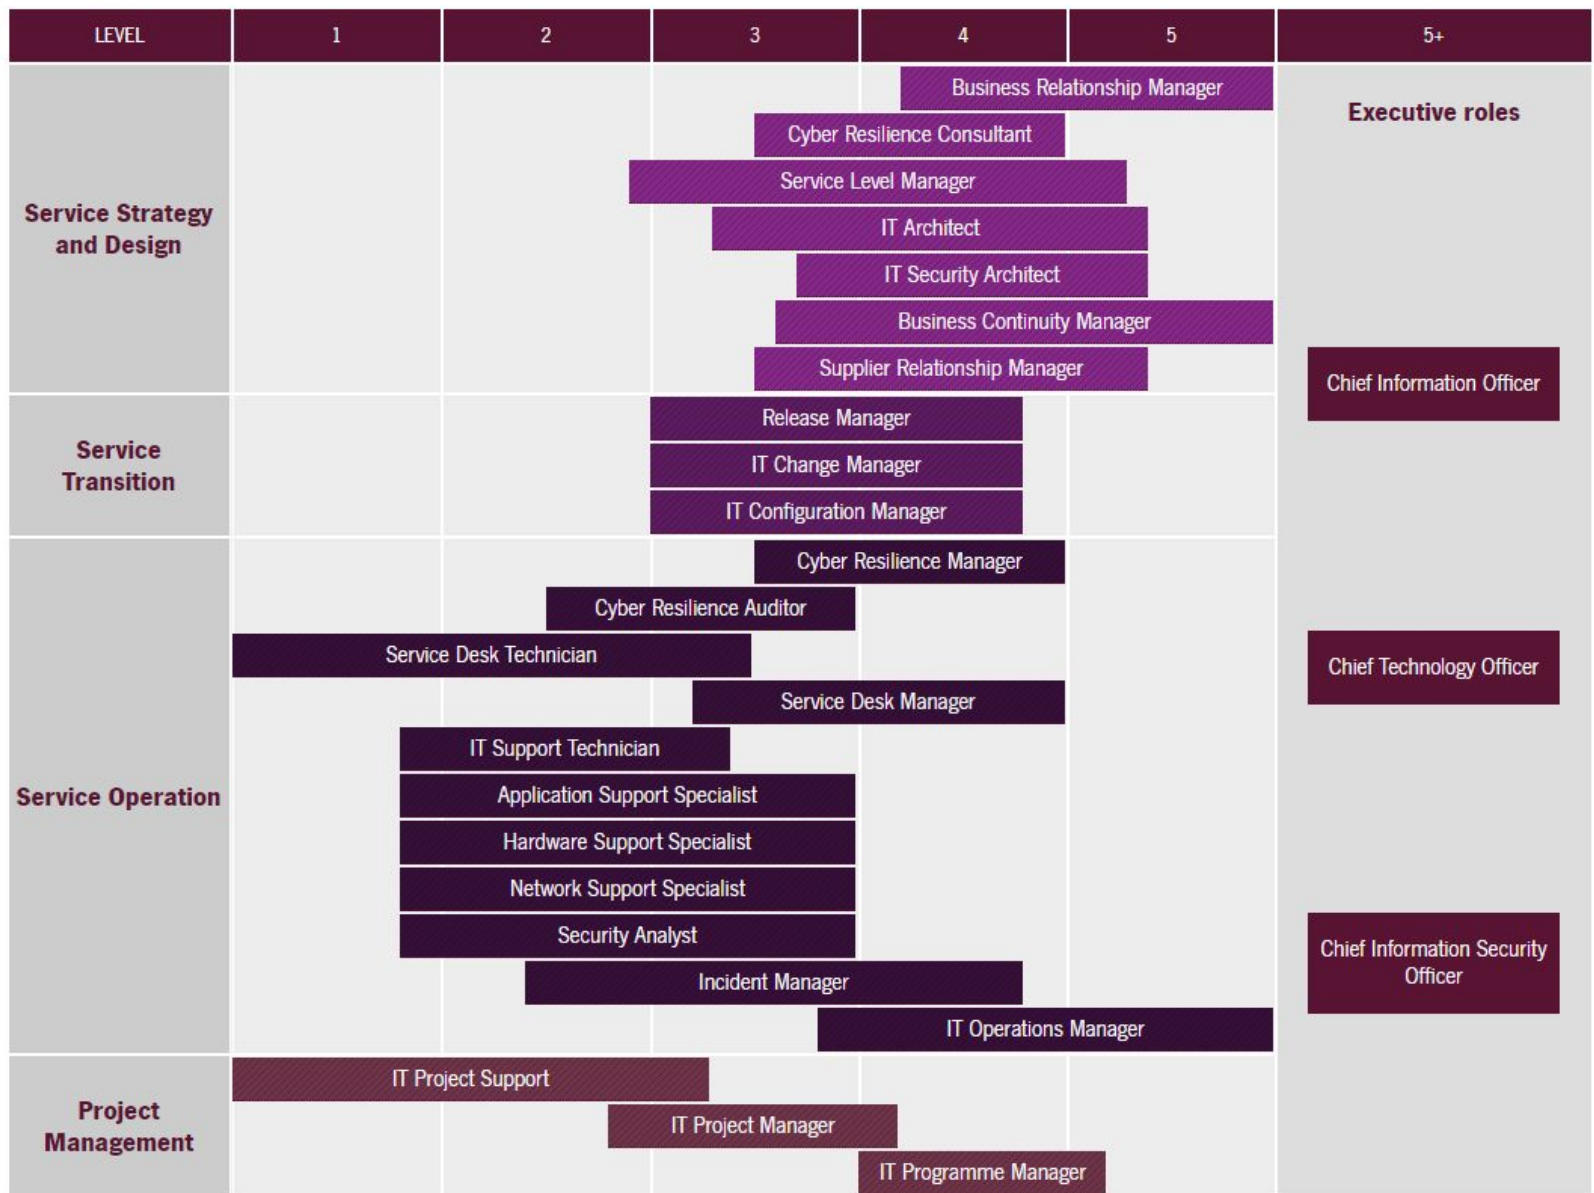 LEVEL 1 2 3 4 5 5+
Service Strategy
and Design
Business Relationship Manager
Cyber Resilience Consultant
Service Level Manager
IT Architect
IT Security Architect
Business Continuity Manager
Supplier Relationship Manager
Service
Transition
Release Manager
IT Change Manager
IT Configuration Manager
Service Operation
Cyber Resilience Manager
Cyber Resilience Auditor
Service Desk Technician
Service Desk Manager
IT Support Technician
Application Support Specialist
Hardware Support Specialist
Network Support Specialist
Security Analyst
Incident Manager
IT Operations Manager
Project
Management
IT Project Support
IT Project Manager
IT Programme Manager
Executive roles
Chief Information Officer
Chief Technology Officer
Chief Information Security
Officer